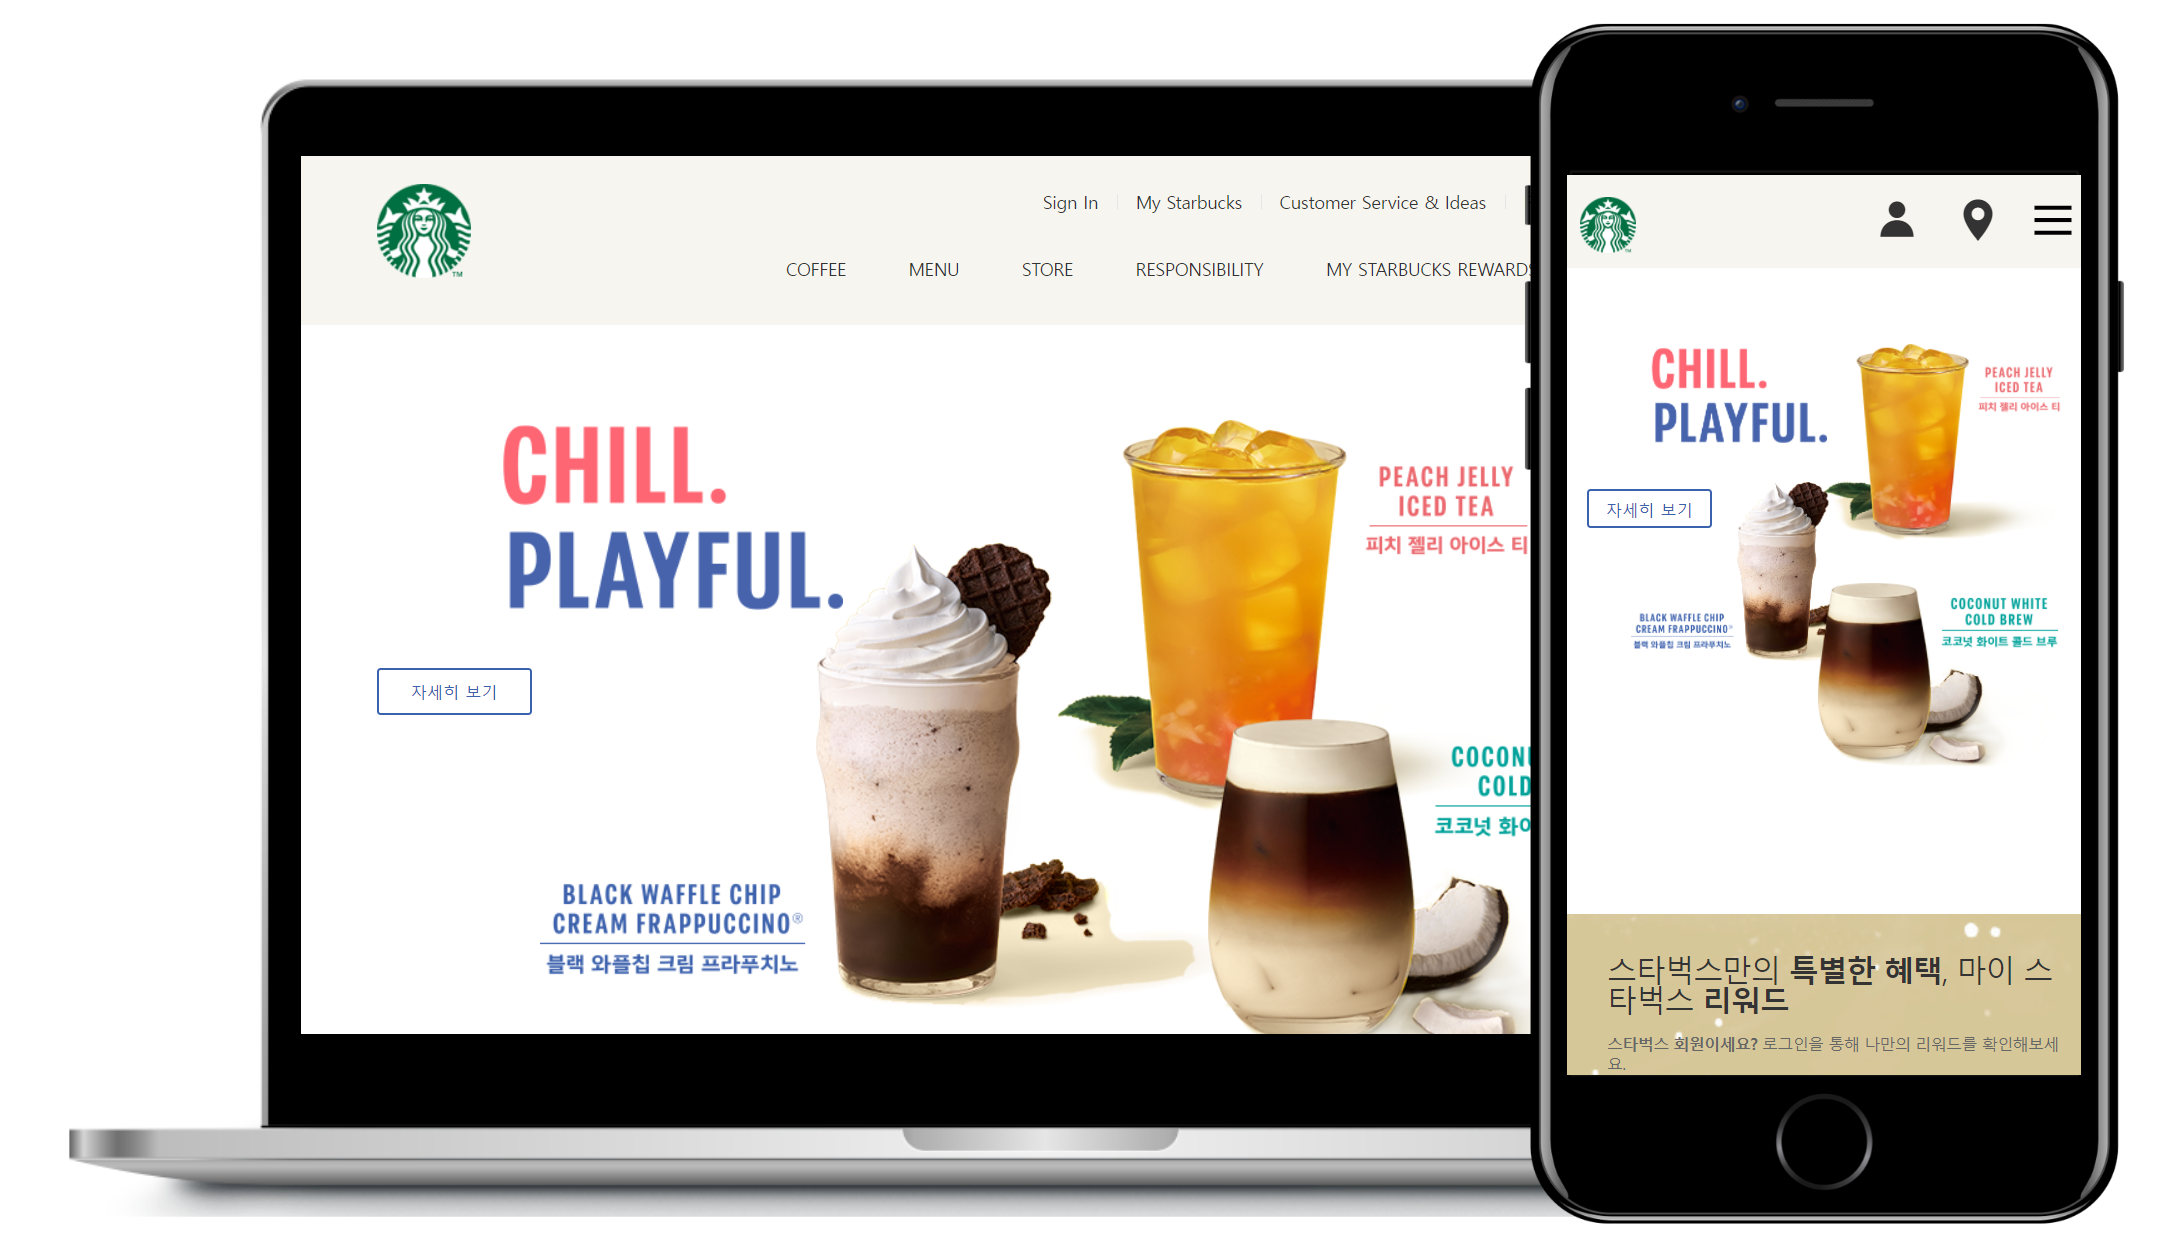 Sign In
My Starbucks
Customer Service & Ideas
COFFEE
MENU
STORE
RESPONSIBILITY
MY STARBUCKS REWARDS
TM
CHILL.
PLAYFUL.
자세히 보기
PEACH JELLY
ICED TEA
피치 젤리 아이스 티
COCON
COLD
코코넛 화이
BLACK WAFFLE CHIP
CREAM FRAPPUCCINO®
블랙 와플칩 크림 프라푸치노
TM
CHILL.
PLAYFUL.
PEACH JELLY
ICED TEA
피치 젤리 아이스 티
자세히 보기
BLACK WAFFLE CHIP
CREAM FRAPPUCCINO®
블랙 와플칩 크림 프라푸치노
COCONUT WHITE
COLD BREW
코코넛 화이트 콜드 브루
스타벅스만의 특별한 혜택, 마이 스
타벅스 리워드
스타벅스 회원이세요? 로그인을 통해 나만의 리워드를 확인해보세
요.